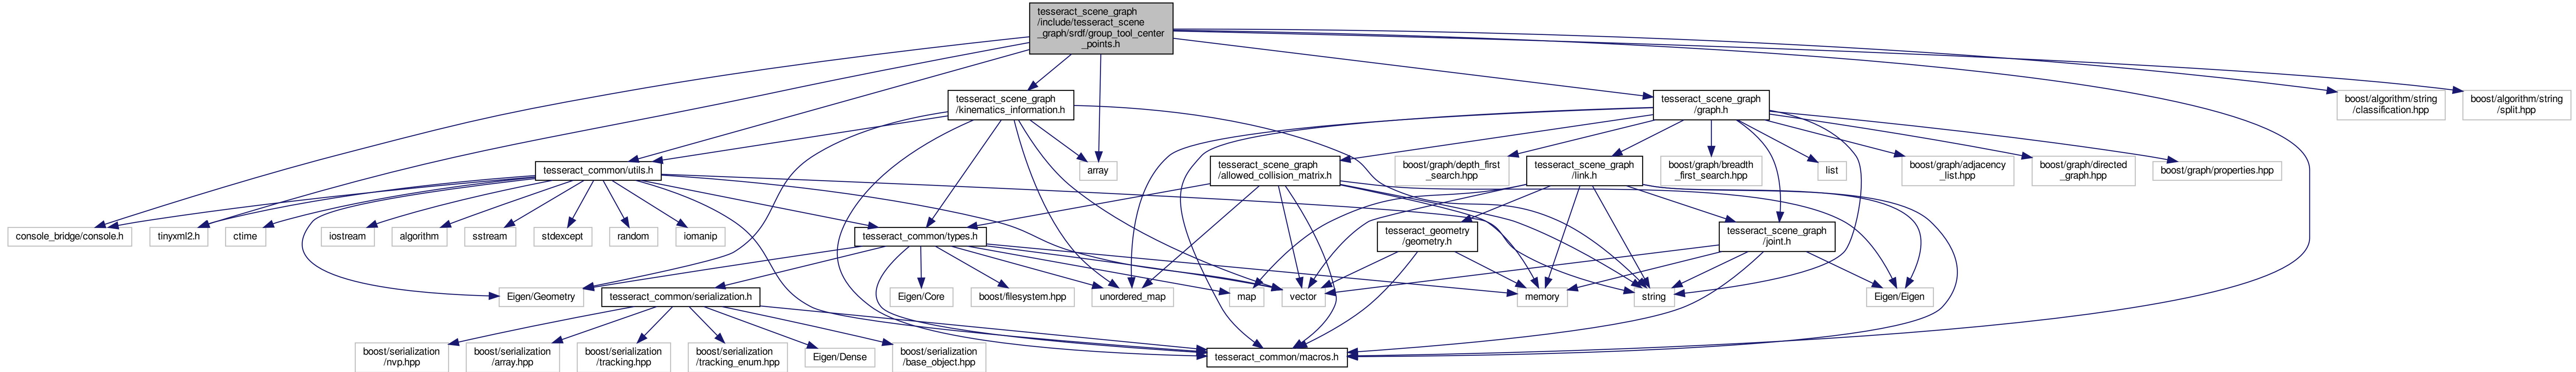 tesseract_scene_graph
/include/tesseract_scene
_graph/srdf/group_tool_center
_points.h
tesseract_scene_graph
/kinematics_information.h
tesseract_scene_graph
/graph.h
boost/algorithm/string
/classification.hpp
boost/algorithm/string
/split.hpp
tesseract_common/utils.h
array
tesseract_scene_graph
/allowed_collision_matrix.h
boost/graph/depth_first
_search.hpp
tesseract_scene_graph
/link.h
boost/graph/breadth
_first_search.hpp
list
boost/graph/adjacency
_list.hpp
boost/graph/directed
_graph.hpp
boost/graph/properties.hpp
console_bridge/console.h
tinyxml2.h
ctime
iostream
algorithm
sstream
stdexcept
random
iomanip
tesseract_common/types.h
tesseract_geometry
/geometry.h
tesseract_scene_graph
/joint.h
Eigen/Geometry
tesseract_common/serialization.h
Eigen/Core
boost/filesystem.hpp
unordered_map
map
vector
memory
string
Eigen/Eigen
boost/serialization
/nvp.hpp
boost/serialization
/array.hpp
boost/serialization
/tracking.hpp
boost/serialization
/tracking_enum.hpp
Eigen/Dense
boost/serialization
/base_object.hpp
tesseract_common/macros.h